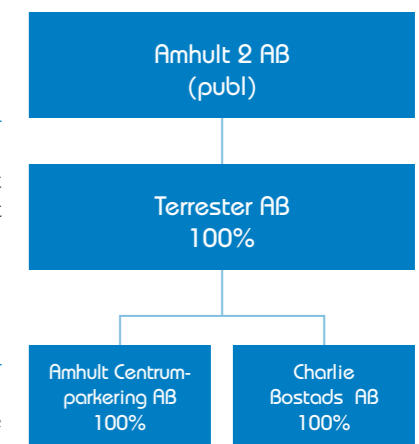 Amhult 2 AB
(publ)
Terrester AB
100%
Amhult Centrum-
parkering AB
100%
Charlie
Bostads AB
100%